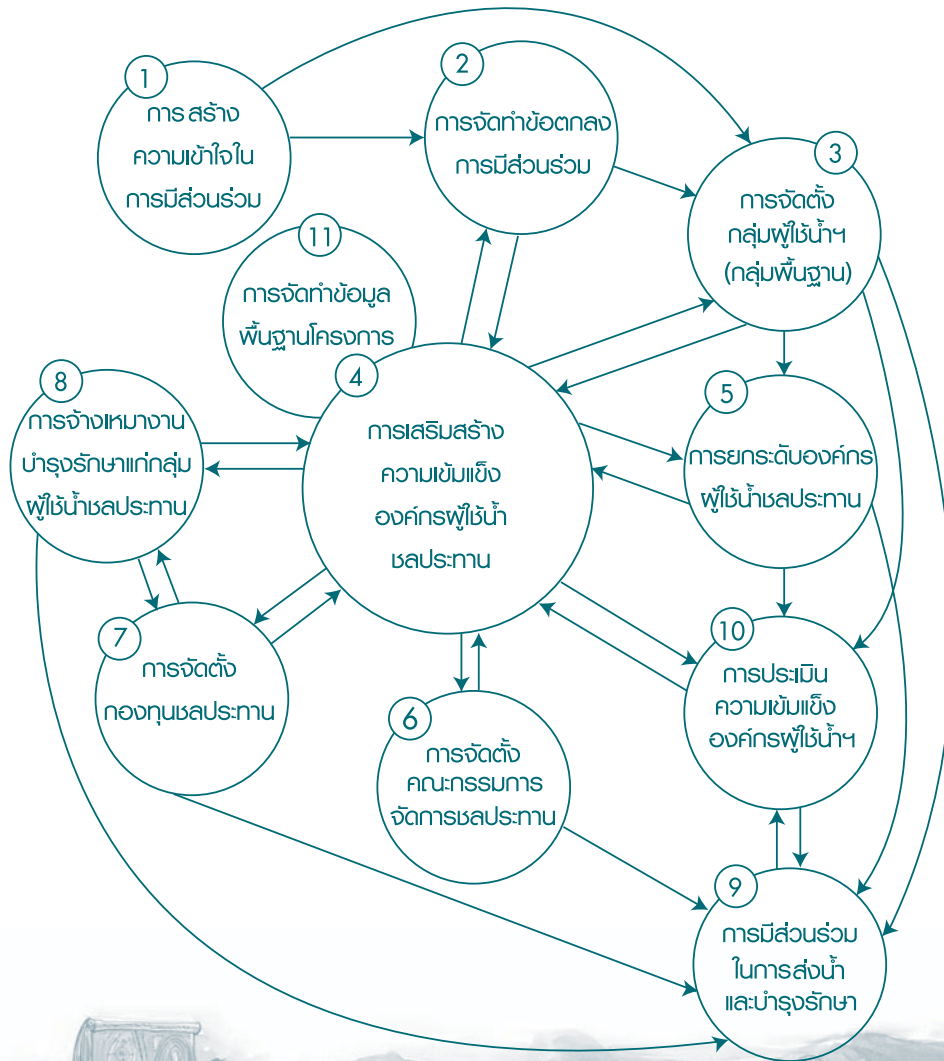 1
การสร้าง
ความเข้าใจใน
การมีส่วนร่วม
2
การจัดทำข้อตกลง
การมีส่วนร่วม
3
การจัดตั้ง
กลุ่มผู้ใช้น้ำฯ
(กลุ่มพื้นฐาน)
11
การจัดทำข้อมูล
พื้นฐานโครงการ
4
การเสริมสร้าง
ความเข้มแข็ง
องค์กรผู้ใช้น้ำ
ชลประทาน
8
การจ้างเหมางาน
บำรุงรักษาแก่กลุ่ม
ผู้ใช้น้ำชลประทาน
5
การยกระดับองค์กร
ผู้ใช้น้ำชลประทาน
7
การจัดตั้ง
กองทุนชลประทาน
6
การจัดตั้ง
คณะกรรมการ
จัดการชลประทาน
10
การประเมิน
ความเข้มแข็ง
องค์กรผู้ใช้น้ำฯ
9
การมีส่วนร่วม
ในการส่งน้ำ
และบำรุงรักษา